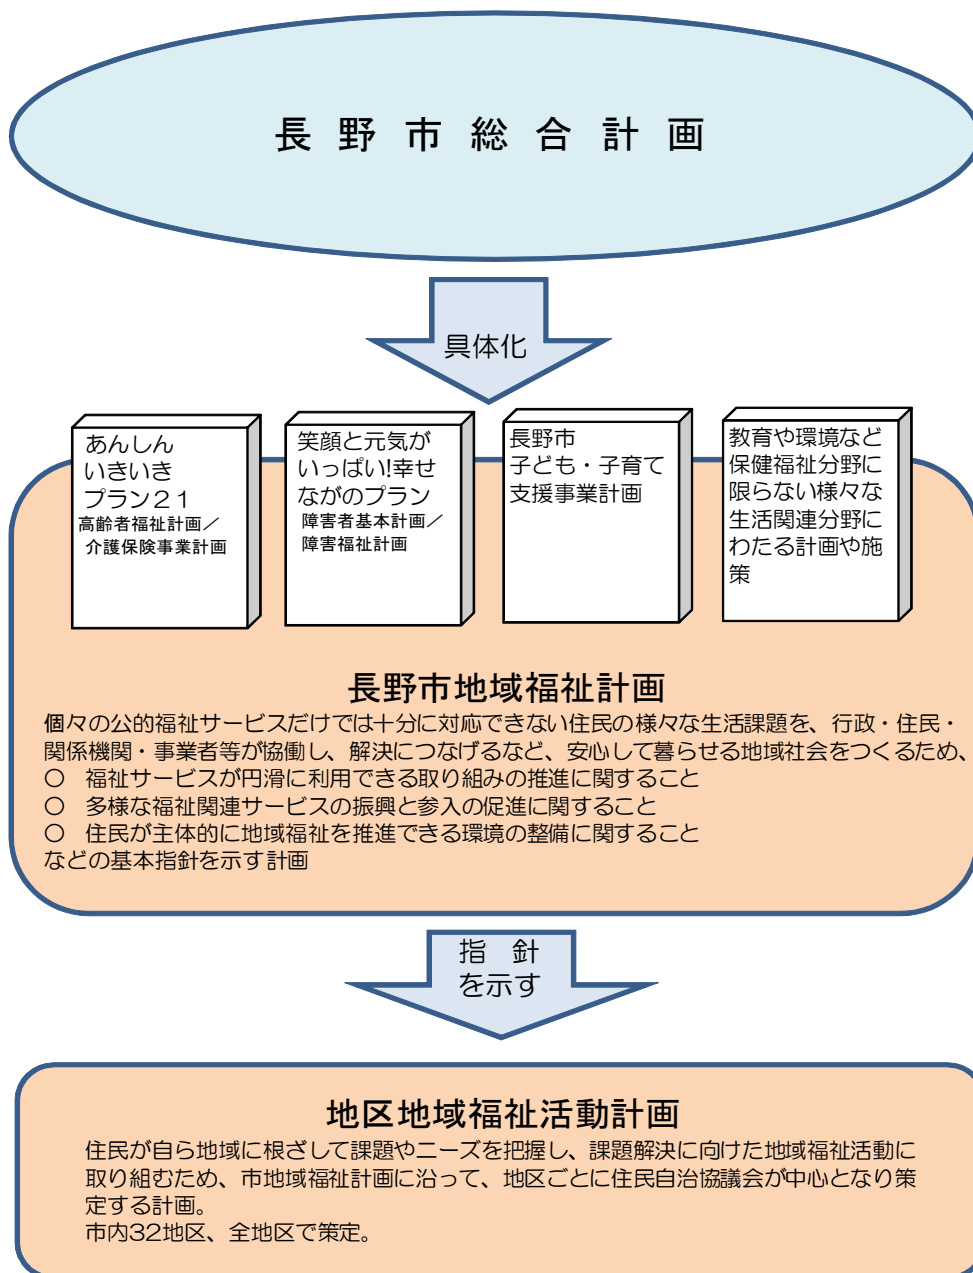 長野市総合計画
具体化
あんしん
いきいき
プラン２１
高齢者福祉計画／
介護保険事業計画
笑顔と元気が
いっぱい!幸せ
ながのプラン
障害者基本計画／
障害福祉計画
長野市
子ども・子育て
支援事業計画
教育や環境など
保健福祉分野に
限らない様々な
生活関連分野に
わたる計画や施
策
長野市地域福祉計画
個々の公的福祉サービスだけでは十分に対応できない住民の様々な生活課題を、行政・住民・
関係機関・事業者等が協働し、解決につなげるなど、安心して暮らせる地域社会をつくるため、
○　福祉サービスが円滑に利用できる取り組みの推進に関すること
○　多様な福祉関連サービスの振興と参入の促進に関すること
○　住民が主体的に地域福祉を推進できる環境の整備に関すること
などの基本指針を示す計画
指　針
を示す
地区地域福祉活動計画
住民が自ら地域に根ざして課題やニーズを把握し、課題解決に向けた地域福祉活動に
取り組むため、市地域福祉計画に沿って、地区ごとに住民自治協議会が中心となり策
定する計画。
市内32地区、全地区で策定。